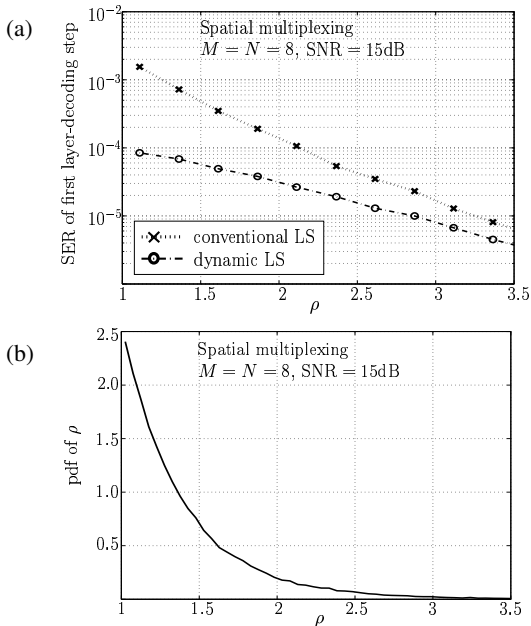 (a)
Spatial multiplexing
M = N = 8, SNR = 15dB
SER of first layer-decoding step
10−2
10−3
10−4
10−5
conventional LS
dynamic LS
1 1.5 2 2.5 3 3.5
ρ
(b)
Spatial multiplexing
M = N = 8, SNR = 15dB
pdf of ρ
2.5
2.0
1.5
1.0
0.5
1 1.5 2 2.5 3 3.5
ρ